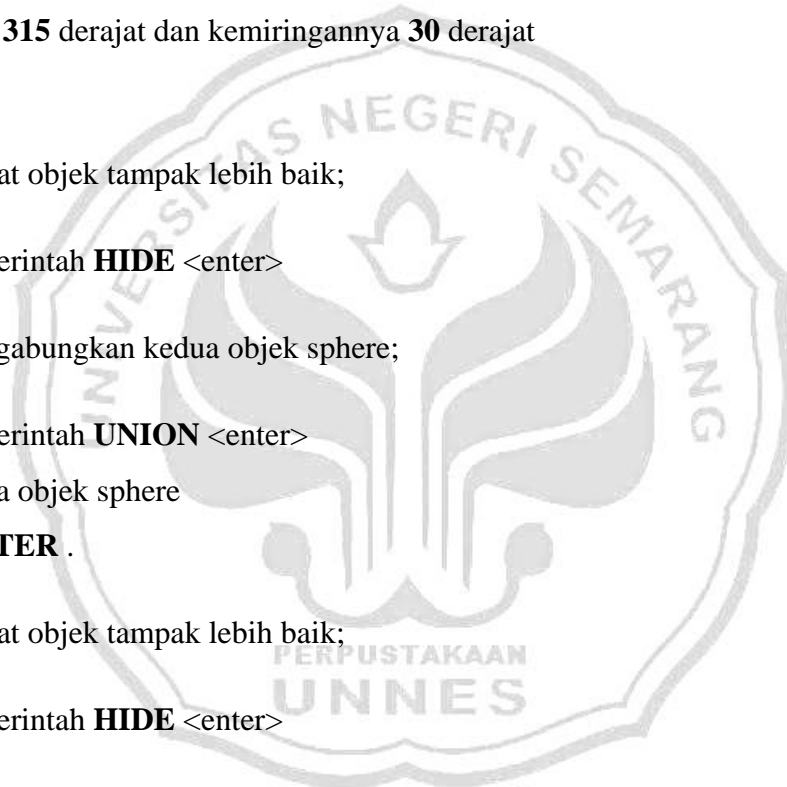 315 derajat dan kemiringannya 30 derajat
at objek tampak lebih baik;
erintah HIDE <enter>
gabungkan kedua objek sphere;
erintah UNION <enter>
a objek sphere
TER .
at objek tampak lebih baik;
erintah HIDE <enter>
UNIVERSITAS NEGERI SEMARANG
PERPUSTAKAAN
UNNES